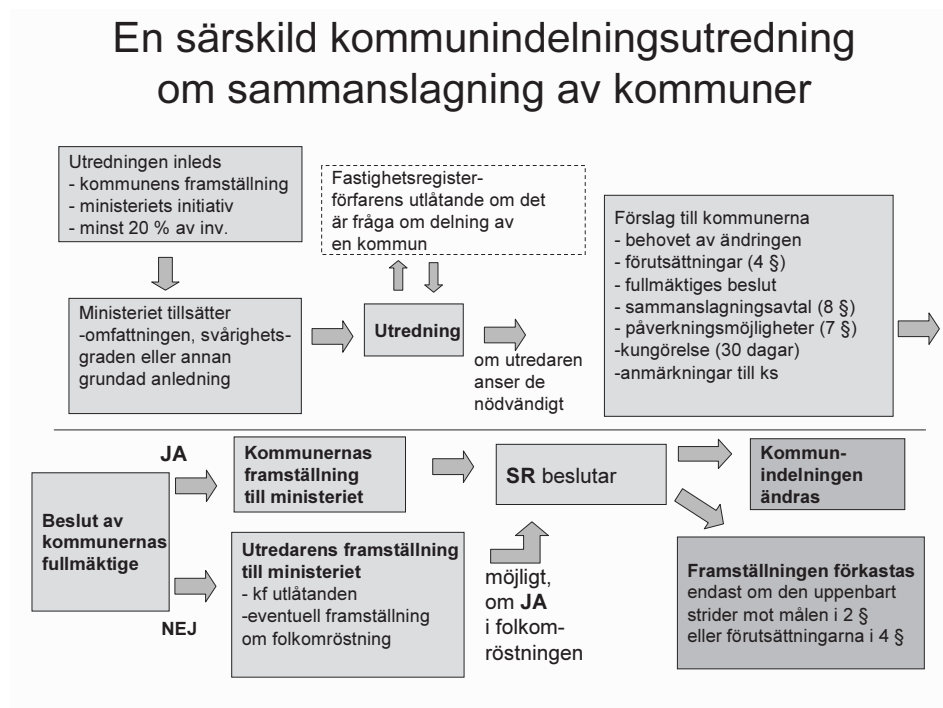 En särskild kommunindelningsutredning
om sammanslagning av kommuner
Utredningen inleds
- kommunens framställning
- ministeriets initiativ
- minst 20 % av inv.
Fastighetsregister-
förfarens utlåtande om det
är fråga om delning av
en kommun
Ministeriet tillsätter
-omfattningen, svårighets-
graden eller annan
grundad anledning
Utredning
om utredaren
anser de
nödvändigt
Förslag till kommunerna
- behovet av ändringen
- förutsättningar (4 §)
- fullmäktiges beslut
- sammanslagningsavtal (8 §)
- påverkningsmöjligheter (7 §)
-kungörelse (30 dagar)
-anmärkningar till ks
Beslut av
kommunernas
fullmäktige
JA
Kommunernas
framställning
till ministeriet
NEJ
Utredarens framställning
till ministeriet
- kf utlåtanden
-eventuell framställning
om folkomröstning
möjligt,
om JA
i folkom-
röstningen
SR beslutar
Kommun-
indelningen
ändras
Framställningen förkastas
endast om den uppenbart
strider mot målen i 2 §
eller förutsättningarna i 4 §